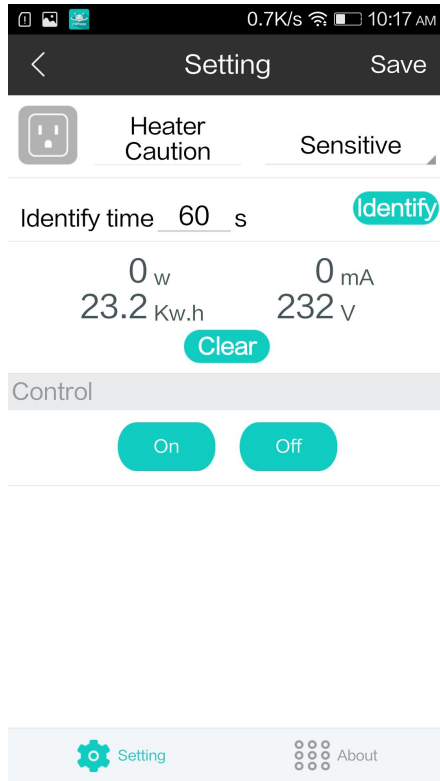 0.7K/s 10:17 AM
Setting Save
Heater
Caution
Sensitive
Identify time 60 s Identify
0 w 0 mA
23.2 Kw.h 232 V
Clear
Control
On Off
Setting About